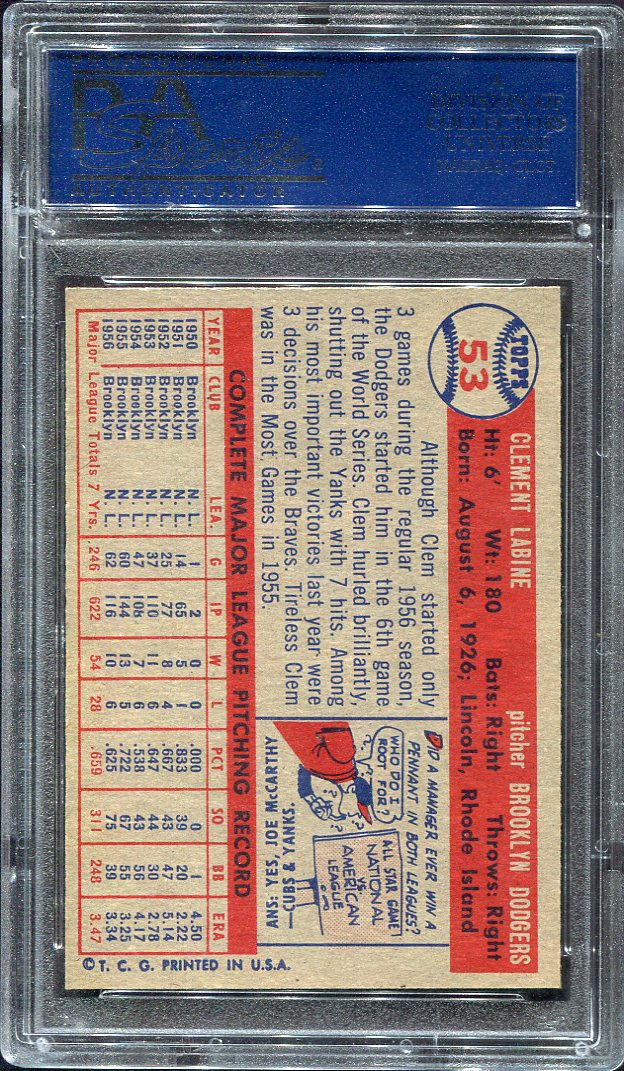 PSA
AUTHENTICATOR
A
DIVISION OF
COLLECTORS
UNIVERSE
NASDAQ: CLCT
TOPPS
53
CLEMENT LABINE pitcher BROOKLYN DODGERS
Ht: 6' Wt: 180 Bats: Right Throws: Right
Born: August 6, 1926; Lincoln, Rhode Island
Although Clem started only
3 games during the regular 1956 season,
the Dodgers started him in the 6th game
of the World Series. Clem hurled brilliantly,
shutting out the Yanks with 7 hits. Among
his most important victories last year were
3 decisions over the Braves. Tireless Clem
was in the Most Games in 1955.
DID A MANAGER EVER WIN A
PENNANT IN BOTH LEAGUES?
WHO DO I
ROOT FOR?
ALL STAR GAME
NATIONAL
VS.
AMERICAN
LEAGUE
ANS: YES, JOE McCARTHY
—CUBS & YANKS.
COMPLETE MAJOR LEAGUE PITCHING RECORD
YEAR CLUB LEA. G IP W L PCT SO BB ERA
1950 Brooklyn N. L. 1 2 0 0 .000 0 1 4.50
1951 Brooklyn N. L. 14 65 5 1 .833 39 20 2.22
1952 Brooklyn N. L. 25 77 8 4 .667 43 47 5.14
1953 Brooklyn N. L. 37 110 11 6 .647 44 30 2.78
1954 Brooklyn N. L. 47 108 7 6 .538 43 56 4.17
1955 Brooklyn N. L. 60 144 13 5 .722 67 55 3.25
1956 Brooklyn N. L. 62 116 10 6 .625 75 39 3.34
Major League Totals 7 Yrs. 246 622 54 28 .659 311 248 3.47
© T. C. G. PRINTED IN U.S.A.